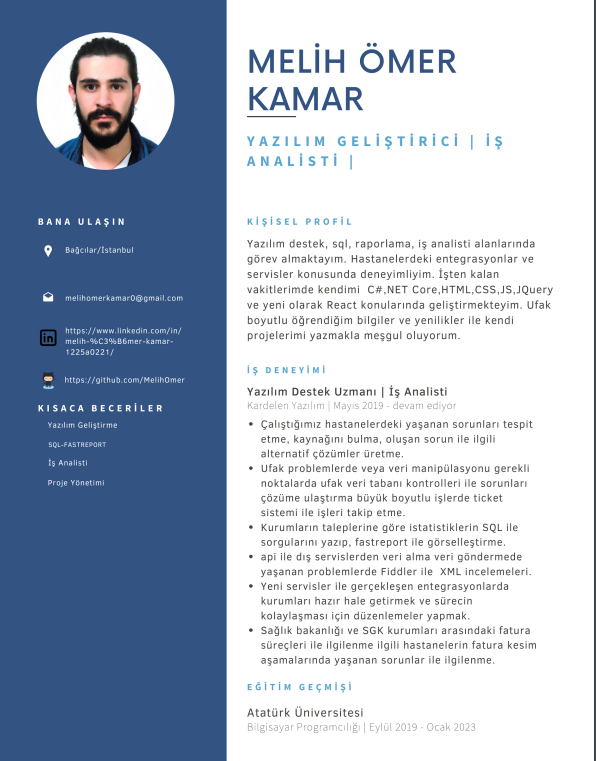 MELİH ÖMER
KAMAR
YAZILIM GELİŞTİRİCİ | İŞ
ANALİSTİ |
BANA ULAŞIN
Bağcılar/İstanbul
melihomerkamar0@gmail.com
https://www.linkedin.com/in/
melih-%C3%B6mer-kamar-
1225a0221/
https://github.com/MelihOmer
KISACA BECERİLER
Yazılım Geliştirme
SQL-FASTREPORT
İş Analisti
Proje Yönetimi
KİŞİSEL PROFİL
Yazılım destek, sql, raporlama, iş analisti alanlarında
görev almaktayım. Hastanelerdeki entegrasyonlar ve
servisler konusunda deneyimliyim. İşten kalan
vakitlerimde kendimi C#,NET Core,HTML,CSS,JS,JQuery
ve yeni olarak React konularında geliştirmekteyim. Ufak
boyutlu öğrendiğim bilgiler ve yenilikler ile kendi
projelerimi yazmakla meşgul oluyorum.
İŞ DENEYİMİ
Yazılım Destek Uzmanı | İş Analisti
Kardelen Yazılım | Mayıs 2019 - devam ediyor
• Çalıştığımız hastanelerdeki yaşanan sorunları tespit
etme, kaynağını bulma, oluşan sorun ile ilgili
alternatif çözümler üretme.
• Ufak problemlerde veya veri manipülasyonu gerekli
noktalarda ufak veri tabanı kontrolleri ile sorunları
çözüme ulaştırma büyük boyutlu işlerde ticket
sistemi ile işleri takip etme.
• Kurumların taleplerine göre istatistiklerin SQL ile
sorgularını yazıp, fastreport ile görselleştirme.
• api ile dış servislerden veri alma veri göndermede
yaşanan problemlerde Fiddler ile XML incelemeleri.
• Yeni servisler ile gerçekleşen entegrasyonlarda
kurumları hazır hale getirmek ve sürecin
kolaylaşması için düzenlemeler yapmak.
• Sağlık bakanlığı ve SGK kurumları arasındaki fatura
süreçleri ile ilgilenme ilgili hastanelerin fatura kesim
aşamalarında yaşanan sorunlar ile ilgilenme.
EĞİTİM GEÇMİŞİ
Atatürk Üniversitesi
Bilgisayar Programcılığı | Eylül 2019 - Ocak 2023